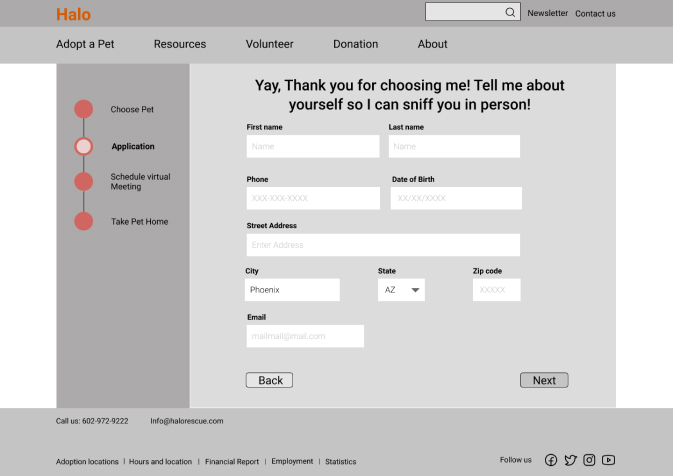 Halo
Newsletter Contact us
Adopt a Pet Resources Volunteer Donation About
Choose Pet
Application
Schedule virtual
Meeting
Take Pet Home
Yay, Thank you for choosing me! Tell me about
yourself so I can sniff you in person!
First name Last name
Name Name
Phone Date of Birth
XXX-XXX-XXXX XX/XX/XXXX
Street Address
Enter Address
City State Zip code
Phoenix AZ XXXXX
Email
mailmail@mail.com
Back Next
Call us: 602-972-9222 Info@halorescue.com
Adoption locations | Hours and location | Financial Report | Employment | Statistics
Follow us